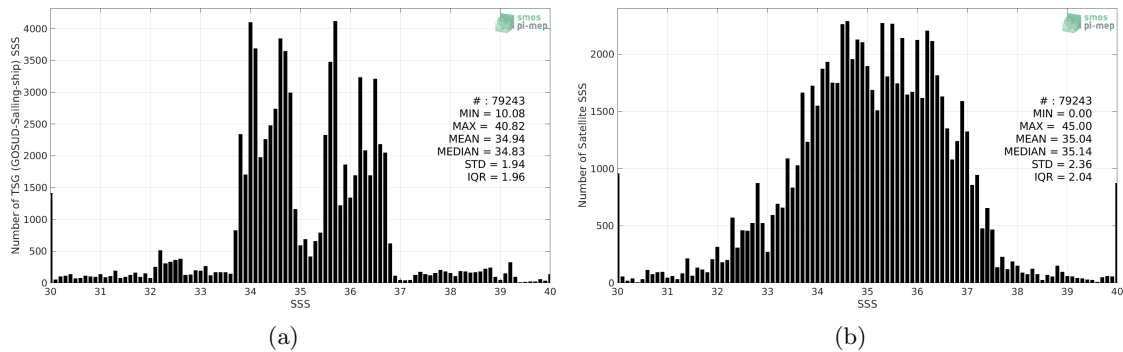 smos
pi-mep
Number of TSG (GOSUD-Sailing-ship) SSS
4000
3500
3000
2500
2000
1500
1000
500
0
# : 79243
MIN = 10.08
MAX = 40.82
MEAN = 34.94
MEDIAN = 34.83
STD = 1.94
IQR = 1.96
30 31 32 33 34 35 36 37 38 39 40
SSS
(a)
smos
pi-mep
Number of Satellite SSS
2000
1500
1000
500
0
# : 79243
MIN = 0.00
MAX = 45.00
MEAN = 35.04
MEDIAN = 35.14
STD = 2.36
IQR = 2.04
30 31 32 33 34 35 36 37 38 39 40
SSS
(b)